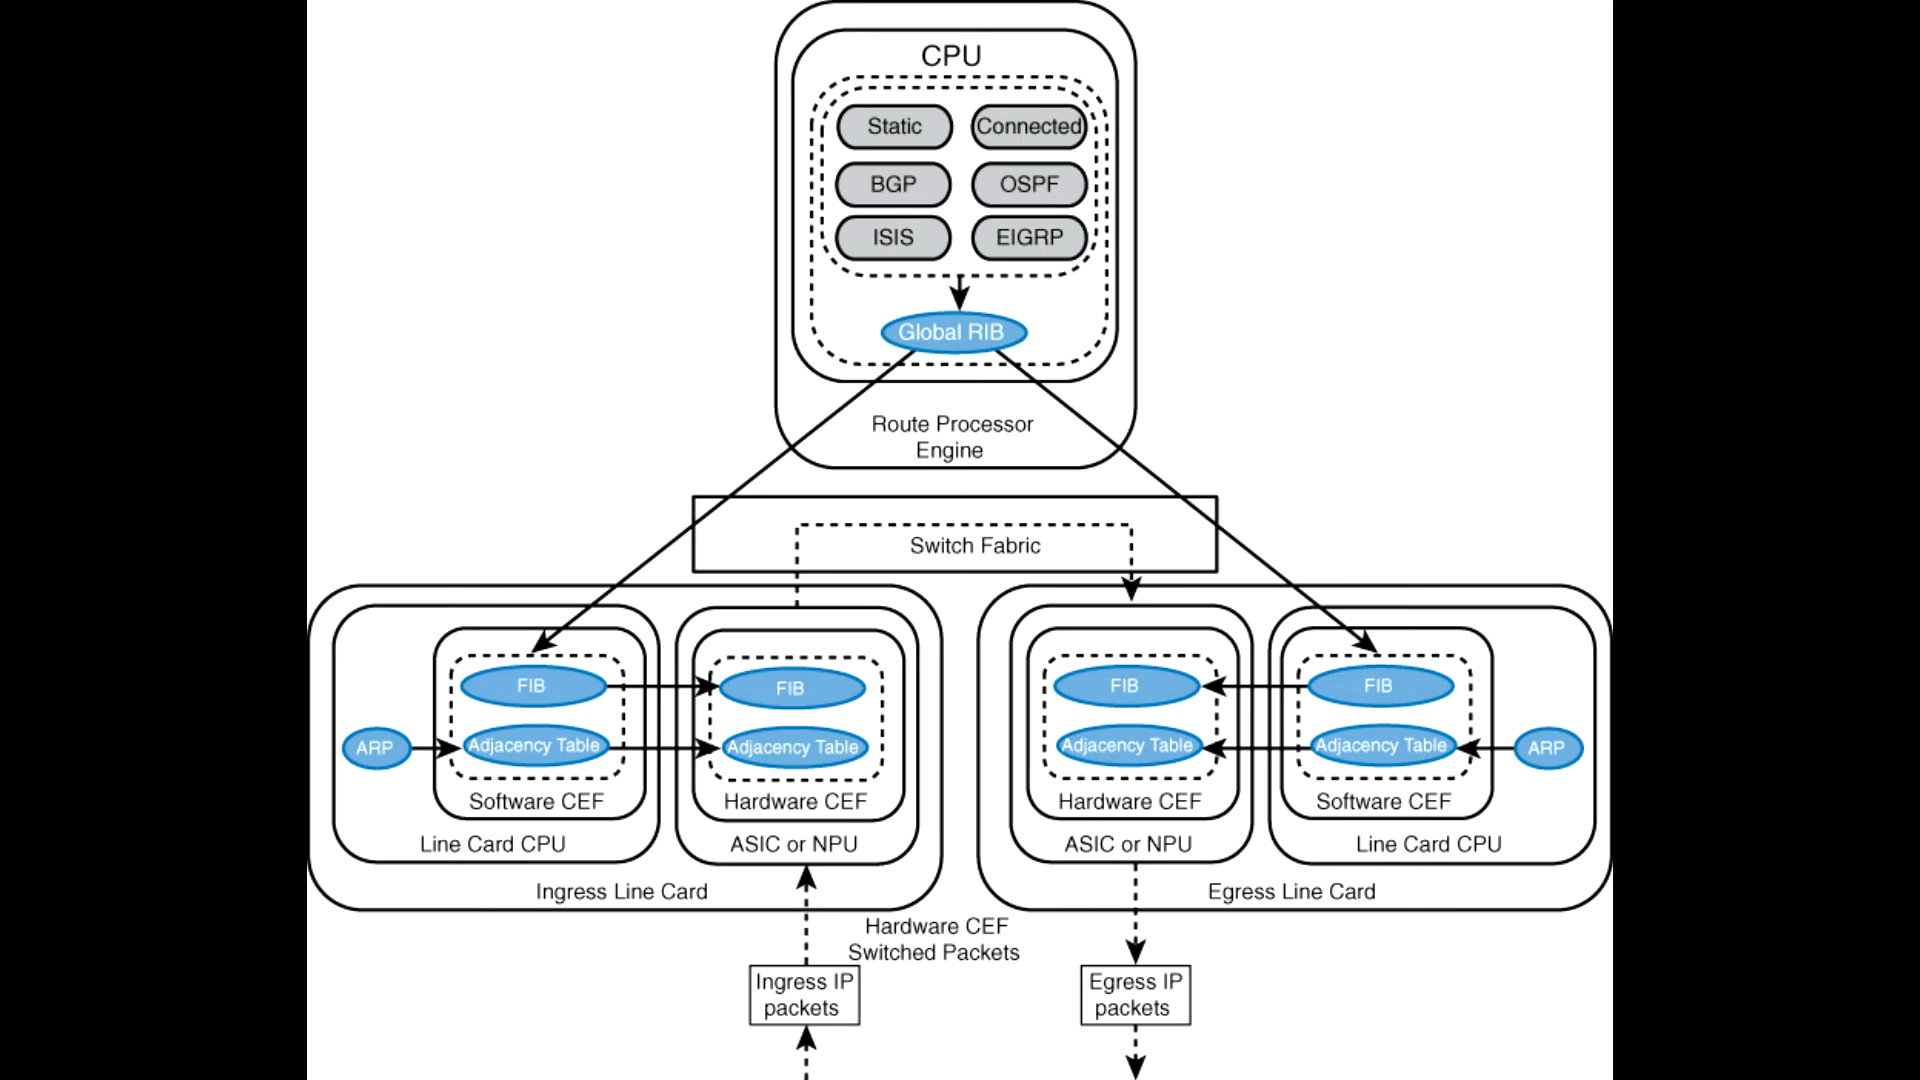 CPU
Static
Connected
BGP
OSPF
ISIS
EIGRP
Global RIB
Route Processor
Engine
Switch Fabric
FIB
FIB
FIB
FIB
ARP
Adjacency Table
Adjacency Table
Adjacency Table
Adjacency Table
ARP
Software CEF
Hardware CEF
Hardware CEF
Software CEF
Line Card CPU
ASIC or NPU
ASIC or NPU
Line Card CPU
Ingress Line Card
Egress Line Card
Hardware CEF
Switched Packets
Ingress IP
packets
Egress IP
packets